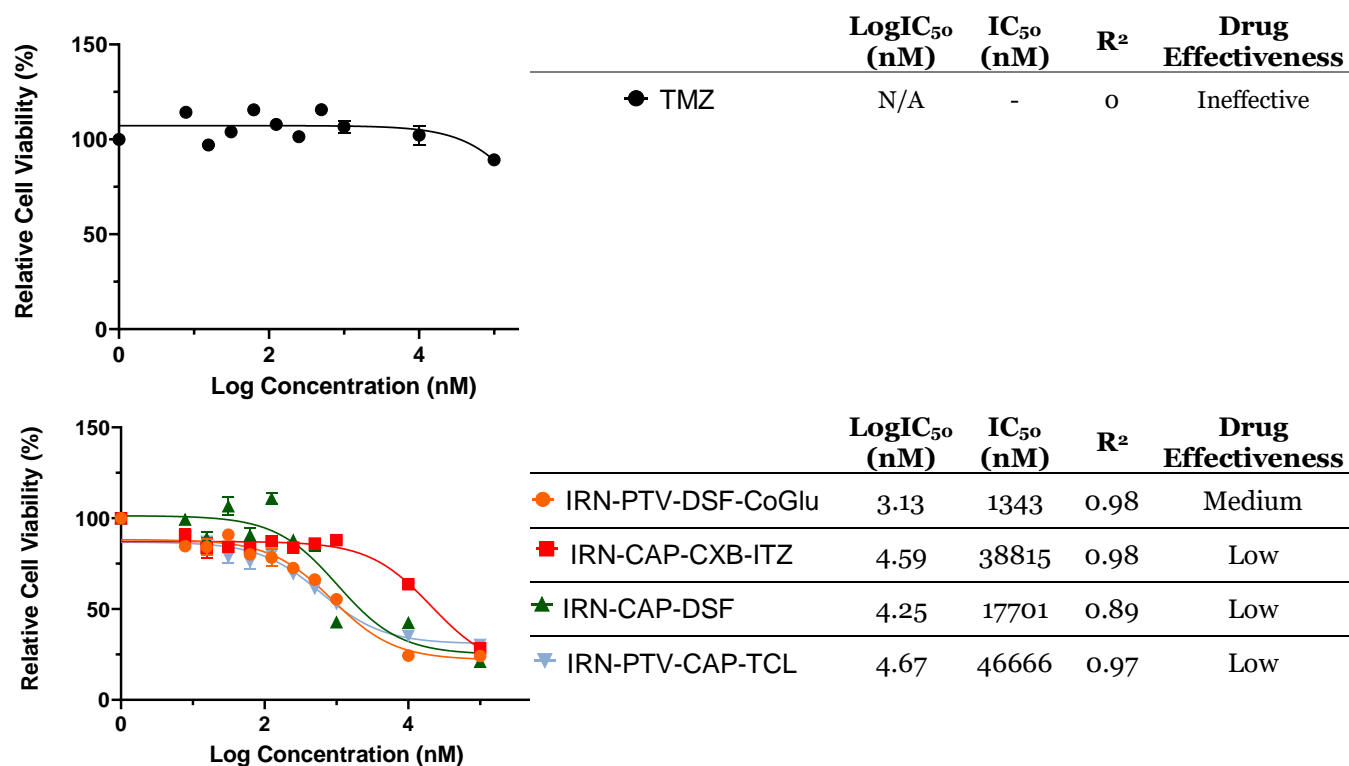 Relative Cell Viability (%)
150
100
50
0
0 2 4
Log Concentration (nM)
LogIC₅₀ (nM) IC₅₀ (nM) R² Drug Effectiveness
TMZ N/A - 0 Ineffective
Relative Cell Viability (%)
150
100
50
0
0 2 4
Log Concentration (nM)
LogIC₅₀ (nM) IC₅₀ (nM) R² Drug Effectiveness
IRN-PTV-DSF-CoGlu 3.13 1343 0.98 Medium
IRN-CAP-CXB-ITZ 4.59 38815 0.98 Low
IRN-CAP-DSF 4.25 17701 0.89 Low
IRN-PTV-CAP-TCL 4.67 46666 0.97 Low